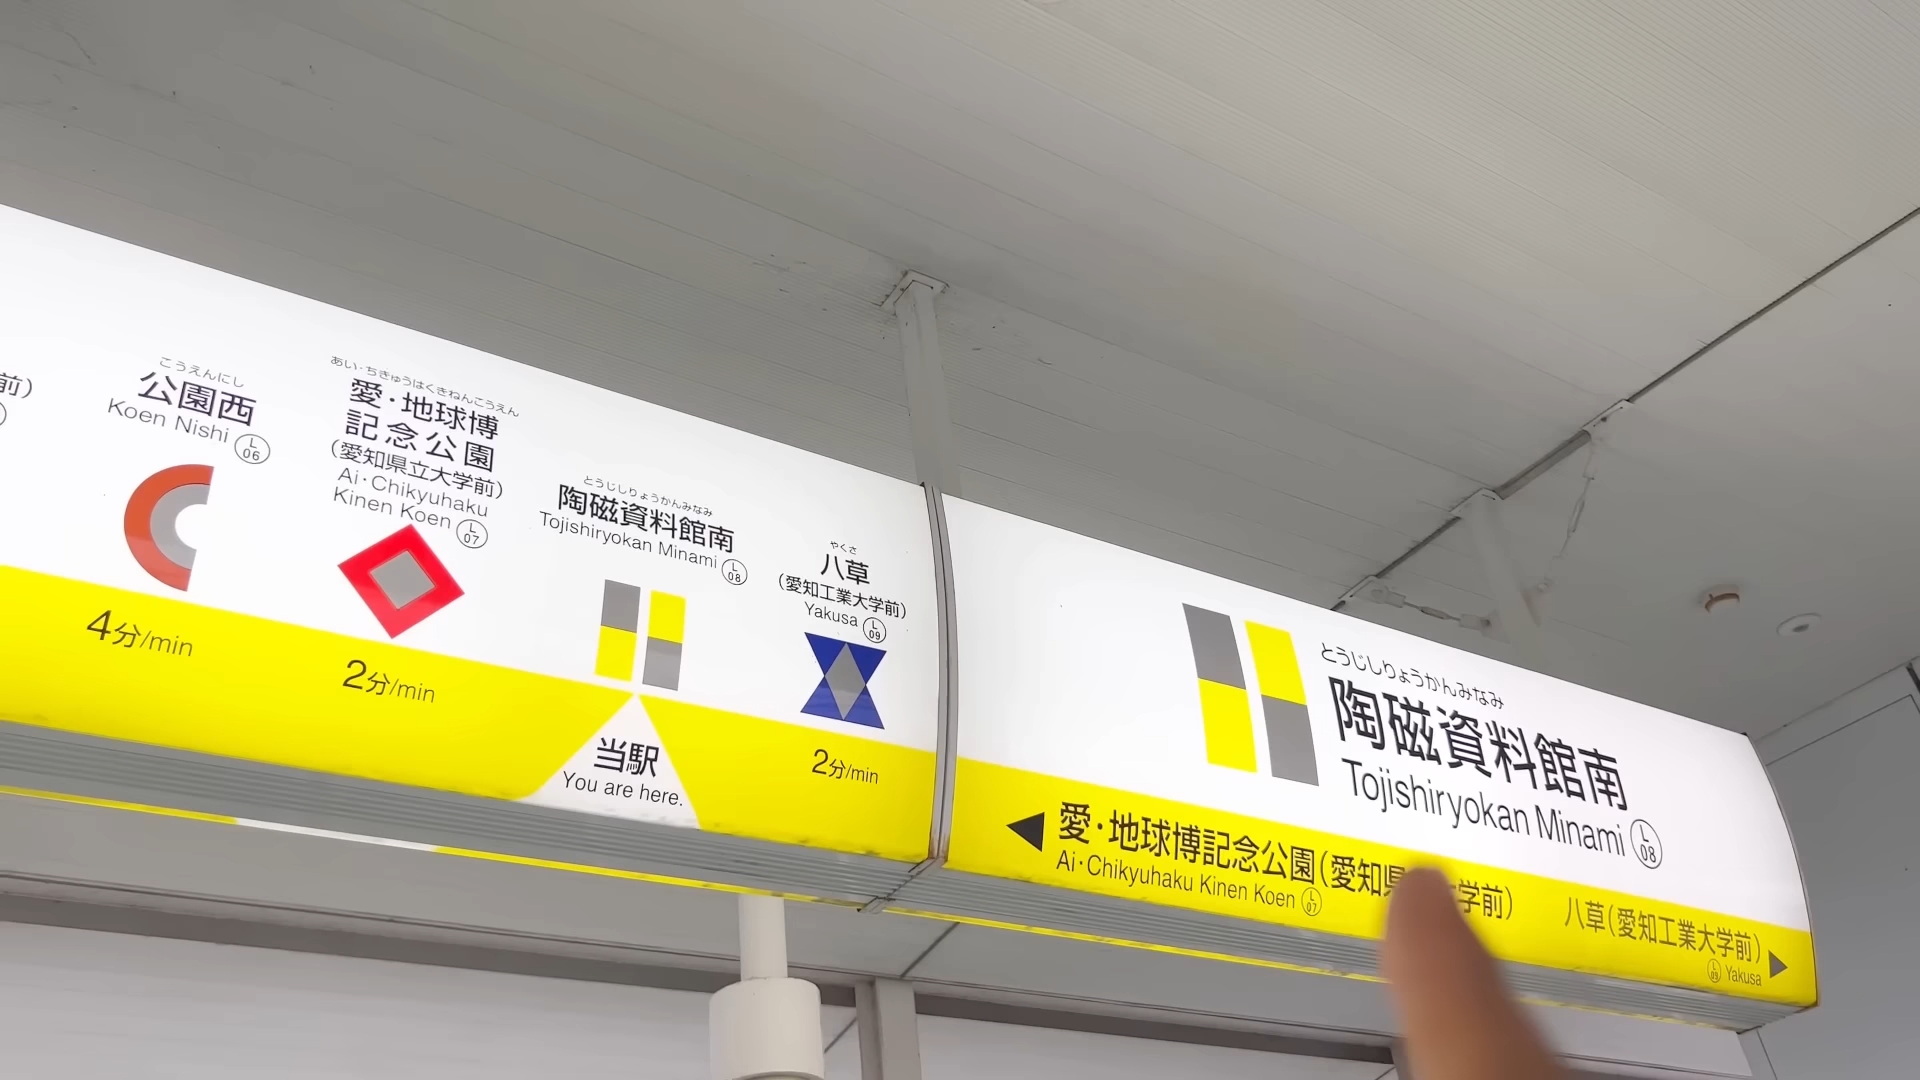 前)
こうえんにし
公園西
Koen Nishi L06
4分/min
あい・ちきゅうはくきねんこうえん
愛・地球博
記念公園
(愛知県立大学前)
Ai・Chikyuhaku
Kinen Koen L07
2分/min
とうじしりょうかんみなみ
陶磁資料館南
Tojishiryokan Minami L08
当駅
You are here.
やくさ
八草
(愛知工業大学前)
Yakusa L09
2分/min
とうじしりょうかんみなみ
陶磁資料館南
Tojishiryokan Minami L08
愛・地球博記念公園(愛知県 学前)
Ai・Chikyuhaku Kinen Koen L07
八草(愛知工業大学前)
L09 Yakusa